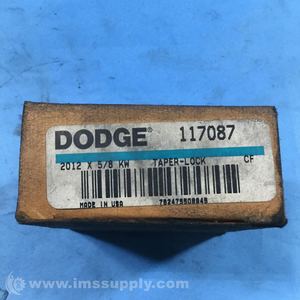 DODGE® 117087
2012 X 5/8 KW TAPER-LOCK CF
MADE IN USA
© www.imssupply.com